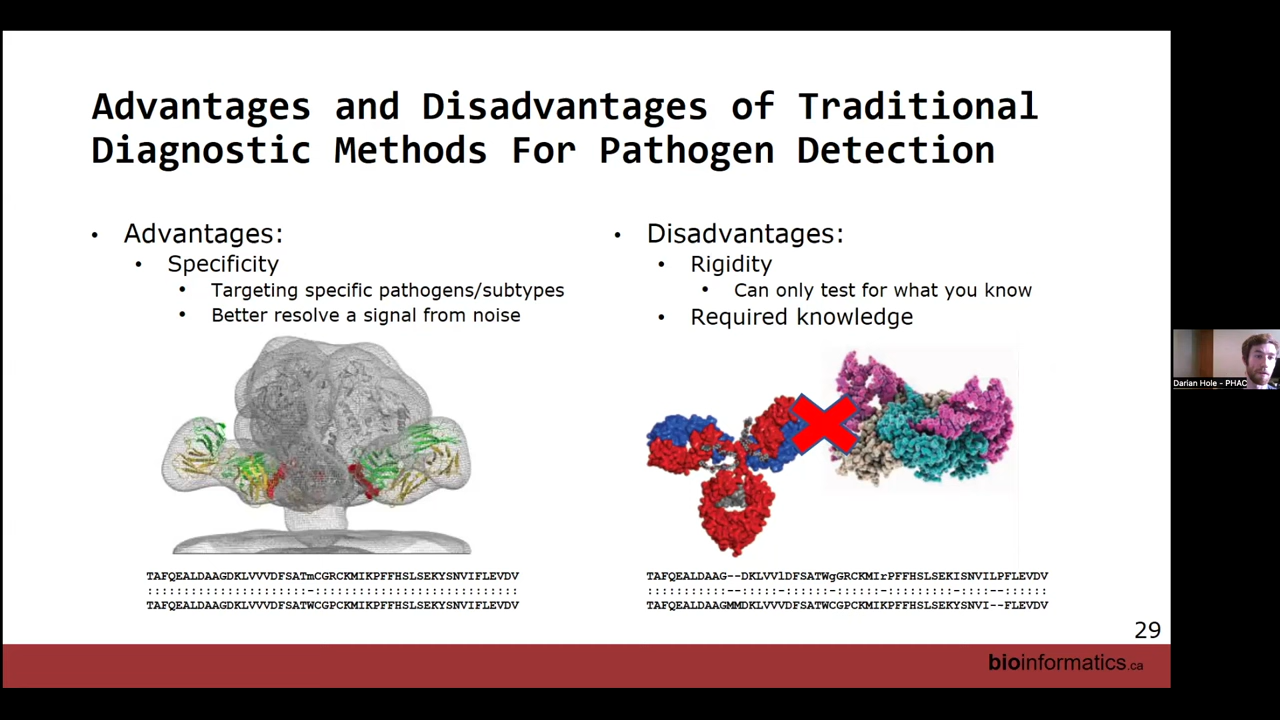 Advantages and Disadvantages of Traditional
Diagnostic Methods For Pathogen Detection
• Advantages:
• Specificity
• Targeting specific pathogens/subtypes
• Better resolve a signal from noise
TAFQEALDAAGDKLVVVDFSATmCGRCKMIKPFFHSLSEKYSNVIFLEVDV
::::::::::::::::::::::-::::::::::::::::::::::::::::
TAFQEALDAAGDKLVVVDFSATWCGPCKMIKPFFHSLSEKYSNVIFLEVDV
• Disadvantages:
• Rigidity
• Can only test for what you know
• Required knowledge
TAFQEALDAAG--DKLVVlDFSATWgGRCKMIrPFFHSLSEKISNVILPFLEVDV
:::::::::::--:::::-::::::-::::::-:::::::::-::::--::::::
TAFQEALDAAGMMDKLVVVDFSATWCGPCKMIKPFFHSLSEKYSNVI--FLEVDV
29
bioinformatics.ca
Darian Hole - PHAC